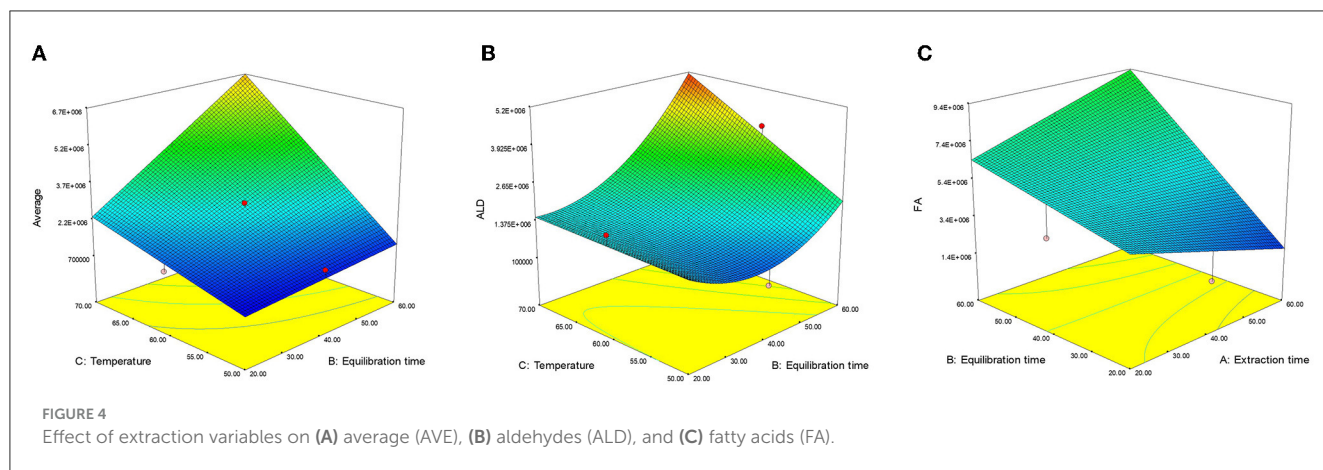 A
6.7E+006
5.2E+006
3.7E+006
2.2E+006
700000
Average
70.00
65.00
60.00
55.00
50.00
C: Temperature
20.00
30.00
40.00
50.00
60.00
B: Equilibration time
B
5.2E+006
3.925E+006
2.65E+006
1.375E+006
100000
ALD
70.00
65.00
60.00
55.00
50.00
C: Temperature
20.00
30.00
40.00
50.00
60.00
B: Equilibration time
C
9.4E+006
7.4E+006
5.4E+006
3.4E+006
1.4E+006
FA
60.00
50.00
40.00
30.00
20.00
B: Equilibration time
20.00
30.00
40.00
50.00
60.00
A: Extraction time
FIGURE 4
Effect of extraction variables on (A) average (AVE), (B) aldehydes (ALD), and (C) fatty acids (FA).